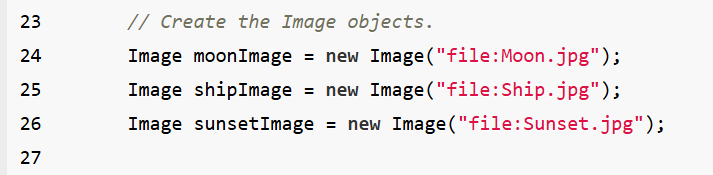 23 // Create the Image objects.
24 Image moonImage = new Image("file:Moon.jpg");
25 Image shipImage = new Image("file:Ship.jpg");
26 Image sunsetImage = new Image("file:Sunset.jpg");
27